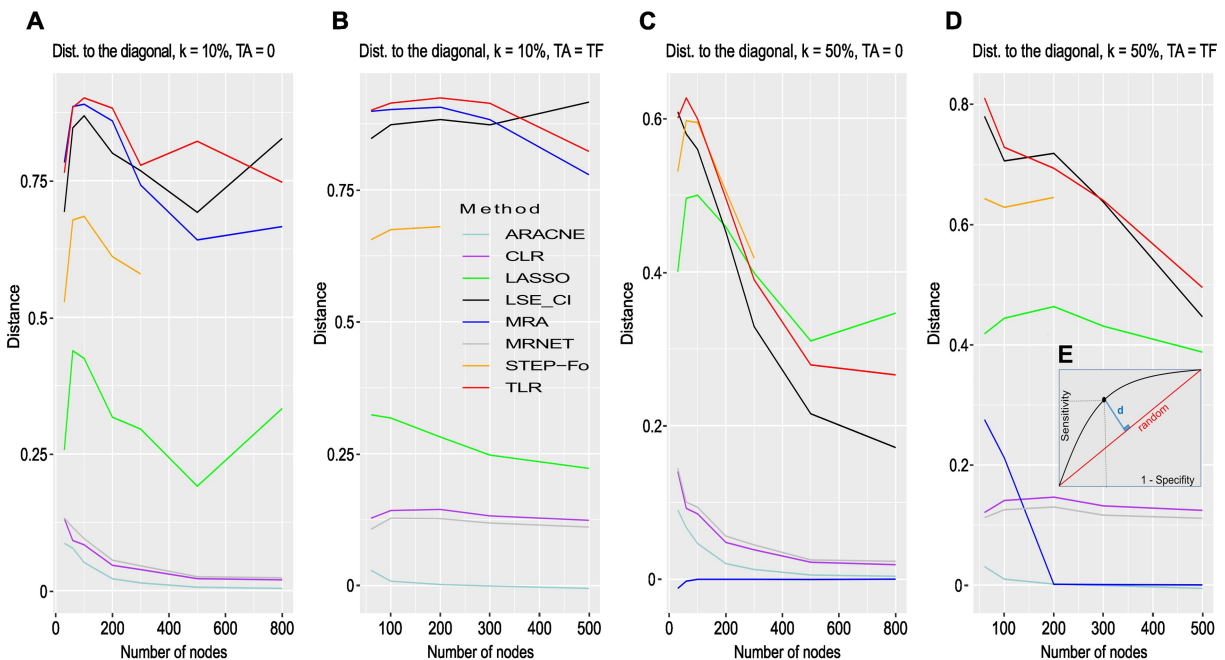 A B C D
Dist. to the diagonal, k = 10%, TA = 0
Dist. to the diagonal, k = 10%, TA = TF
Dist. to the diagonal, k = 50%, TA = 0
Dist. to the diagonal, k = 50%, TA = TF
Distance
0.75
0.5
0.25
0
0 200 400 600 800
Number of nodes
Distance
0.75
0.5
0.25
0
Method
ARACNE
CLR
LASSO
LSE_CI
MRA
MRNET
STEP-Fo
TLR
100 200 300 400 500
Number of nodes
Distance
0.6
0.4
0.2
0
0 200 400 600 800
Number of nodes
Distance
0.8
0.6
0.4
0.2
0
E
Sensitivity
d
random
1 - Specifity
100 200 300 400 500
Number of nodes